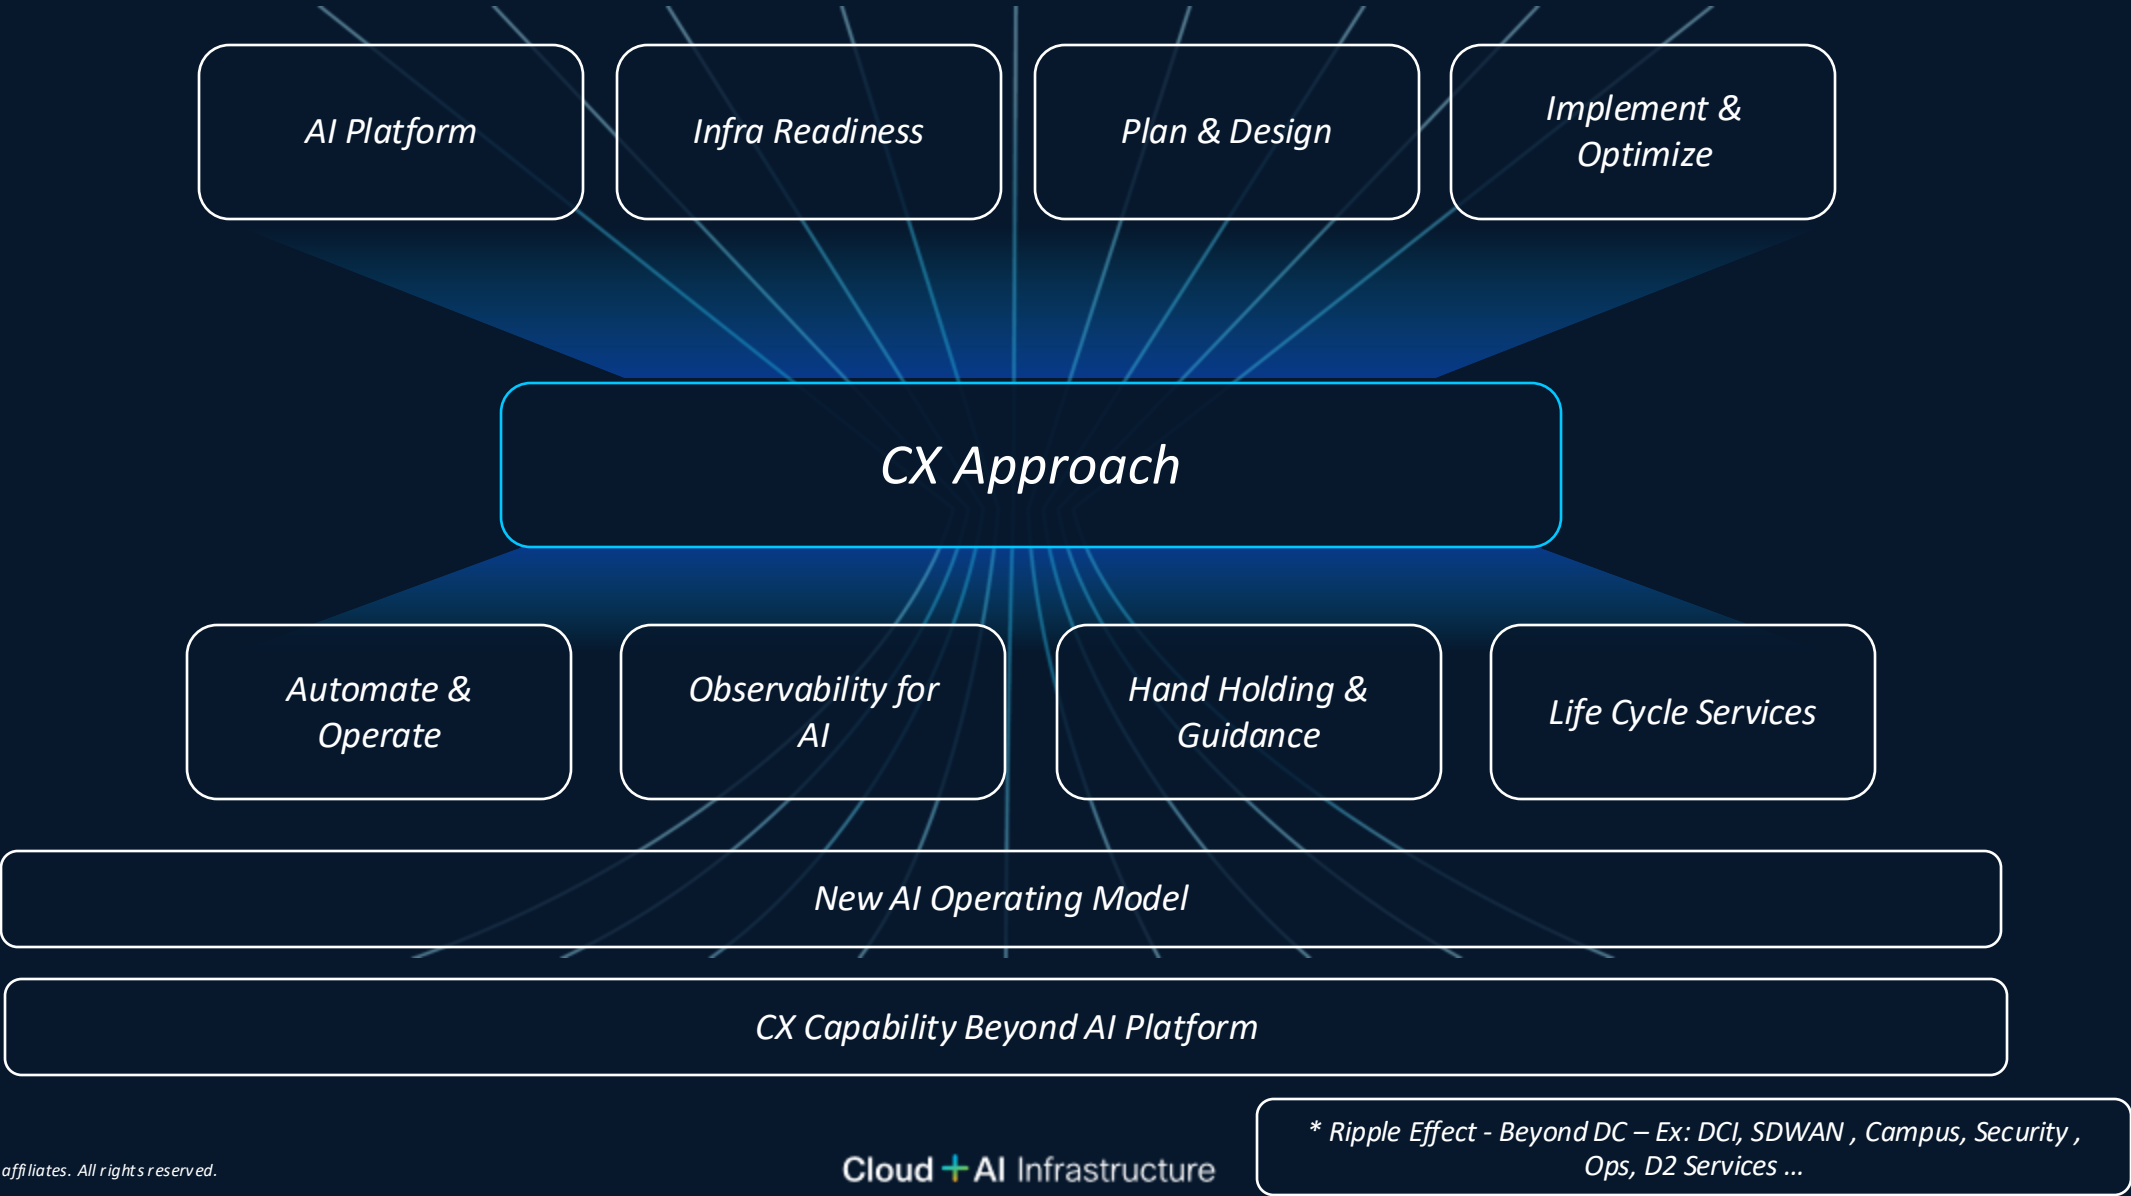 AI Platform
Infra Readiness
Plan & Design
Implement &
Optimize
CX Approach
Automate &
Operate
Observability for
AI
Hand Holding &
Guidance
Life Cycle Services
New AI Operating Model
CX Capability Beyond AI Platform
* Ripple Effect - Beyond DC – Ex: DCI, SDWAN , Campus, Security ,
Ops, D2 Services ...
affiliates. All rights reserved.
Cloud + AI Infrastructure